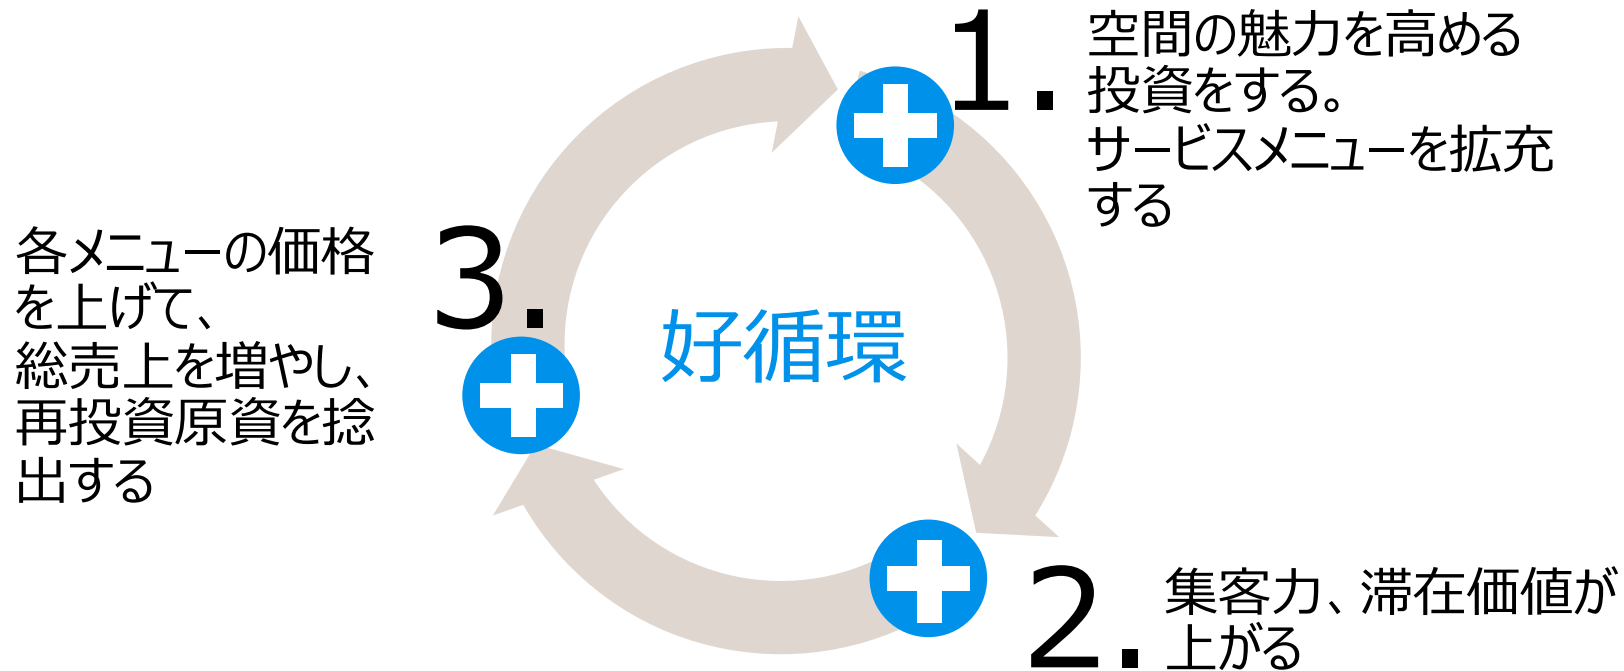 1.
空間の魅力を高める
投資をする。
サービスメニューを拡充
する
2.
集客力、滞在価値が
上がる
3.
各メニューの価格
を上げて、
総売上を増やし、
再投資原資を捻
出する
好循環